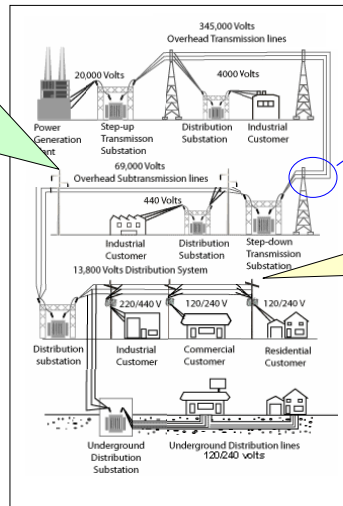 345,000 Volts
Overhead Transmission lines
20,000 Volts
4000 Volts
Power
Generation
Step-up
Transmisson
Substation
Distribution
Substation
Industrial
Customer
69,000 Volts
Overhead Subtransmission lines
440 Volts
Industrial
Customer
Distribution
Substation
Step-down
Transmission
Substation
13,800 Volts Distribution System
220/440 V
120/240 V
120/240 V
Distribution
substation
Industrial
Customer
Commercial
Customer
Residential
Customer
Underground
Distribution
Substation
Underground Distribution lines
120/240 volts